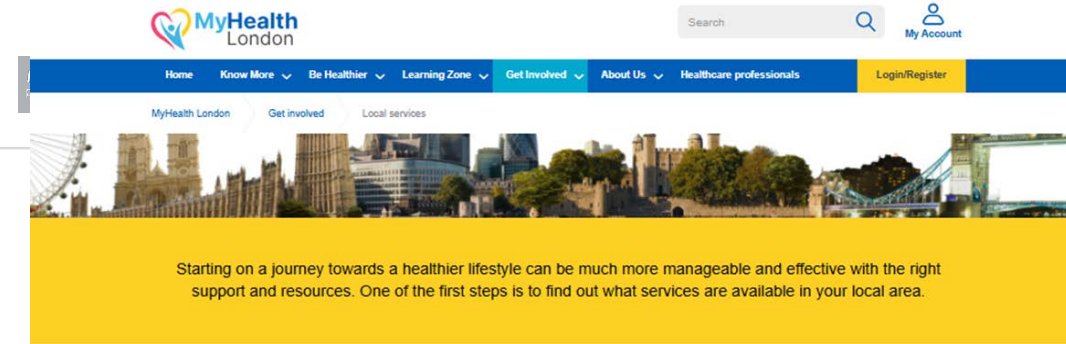 MyHealth
London
Search
My Account
Home Know More Be Healthier Learning Zone Get Involved About Us Healthcare professionals Login/Register
MyHealth London Get involved Local services
Starting on a journey towards a healthier lifestyle can be much more manageable and effective with the right
support and resources. One of the first steps is to find out what services are available in your local area.